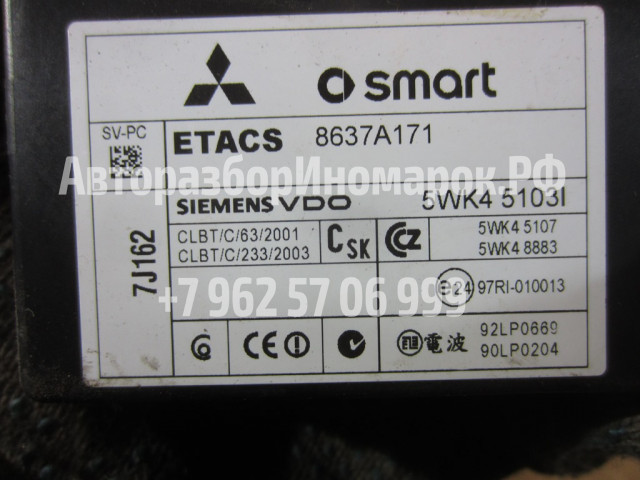 smart
SV-PC
ETACS 8637A171
АвторазборИномарок.РФ
SIEMENS VDO 5WK4 5103I
7J162
CLBT/C/63/2001
CLBT/C/233/2003
CSK
CCZ
5WK4 5107
5WK4 8883
+7 962 57 06 999
e24 97RI-010013
CE
電波
92LP0669
90LP0204